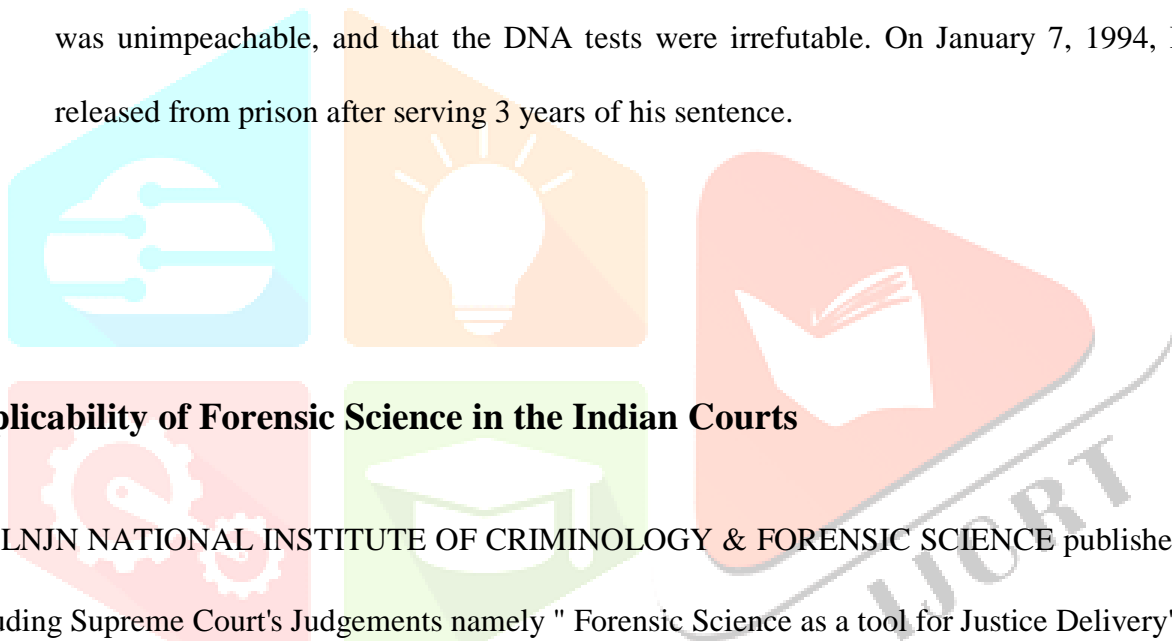 was unimpeachable, and that the DNA tests were irrefutable. On January 7, 1994,
released from prison after serving 3 years of his sentence.
plicability of Forensic Science in the Indian Courts
LNJN NATIONAL INSTITUTE OF CRIMINOLOGY & FORENSIC SCIENCE publishe
uding Supreme Court's Judgements namely " Forensic Science as a tool for Justice Delivery"
IJCRT